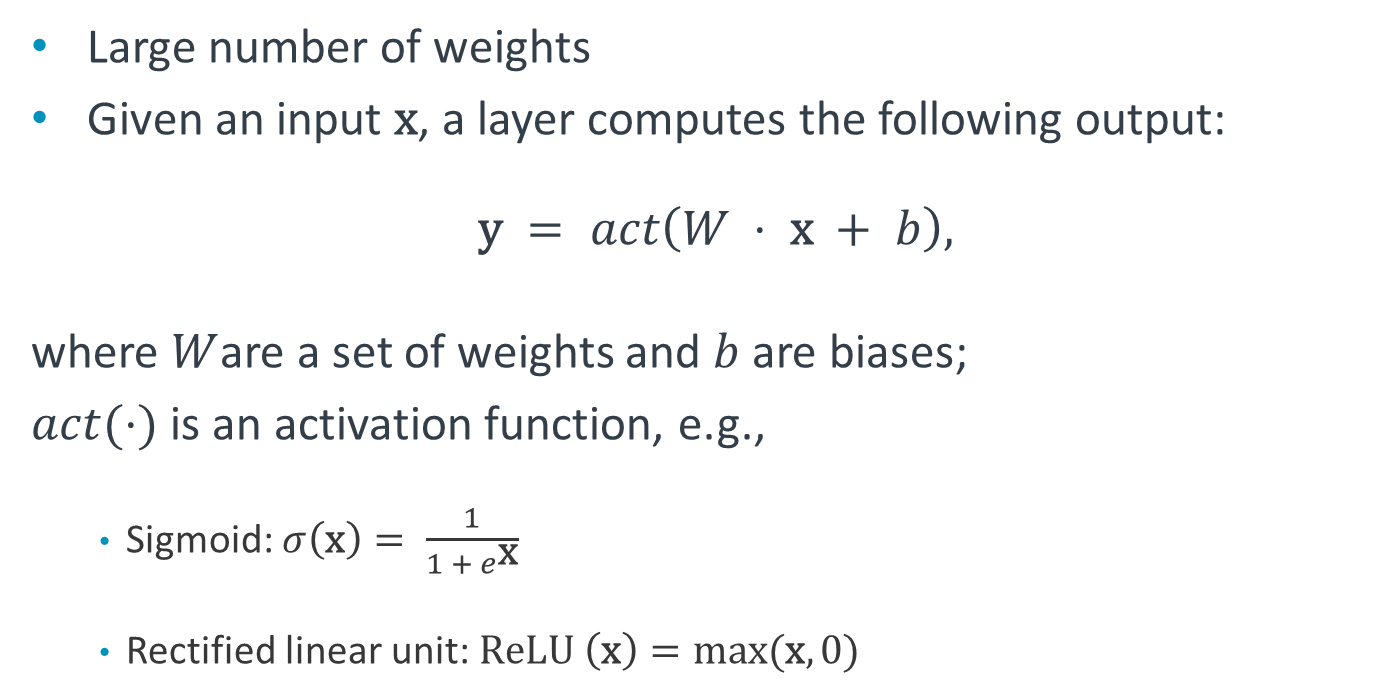 • Large number of weights
• Given an input x, a layer computes the following output:
y = act(W · x + b),
where W are a set of weights and b are biases;
act(·) is an activation function, e.g.,
• Sigmoid: σ(x) = 1 / (1 + e^x)
• Rectified linear unit: ReLU (x) = max(x, 0)